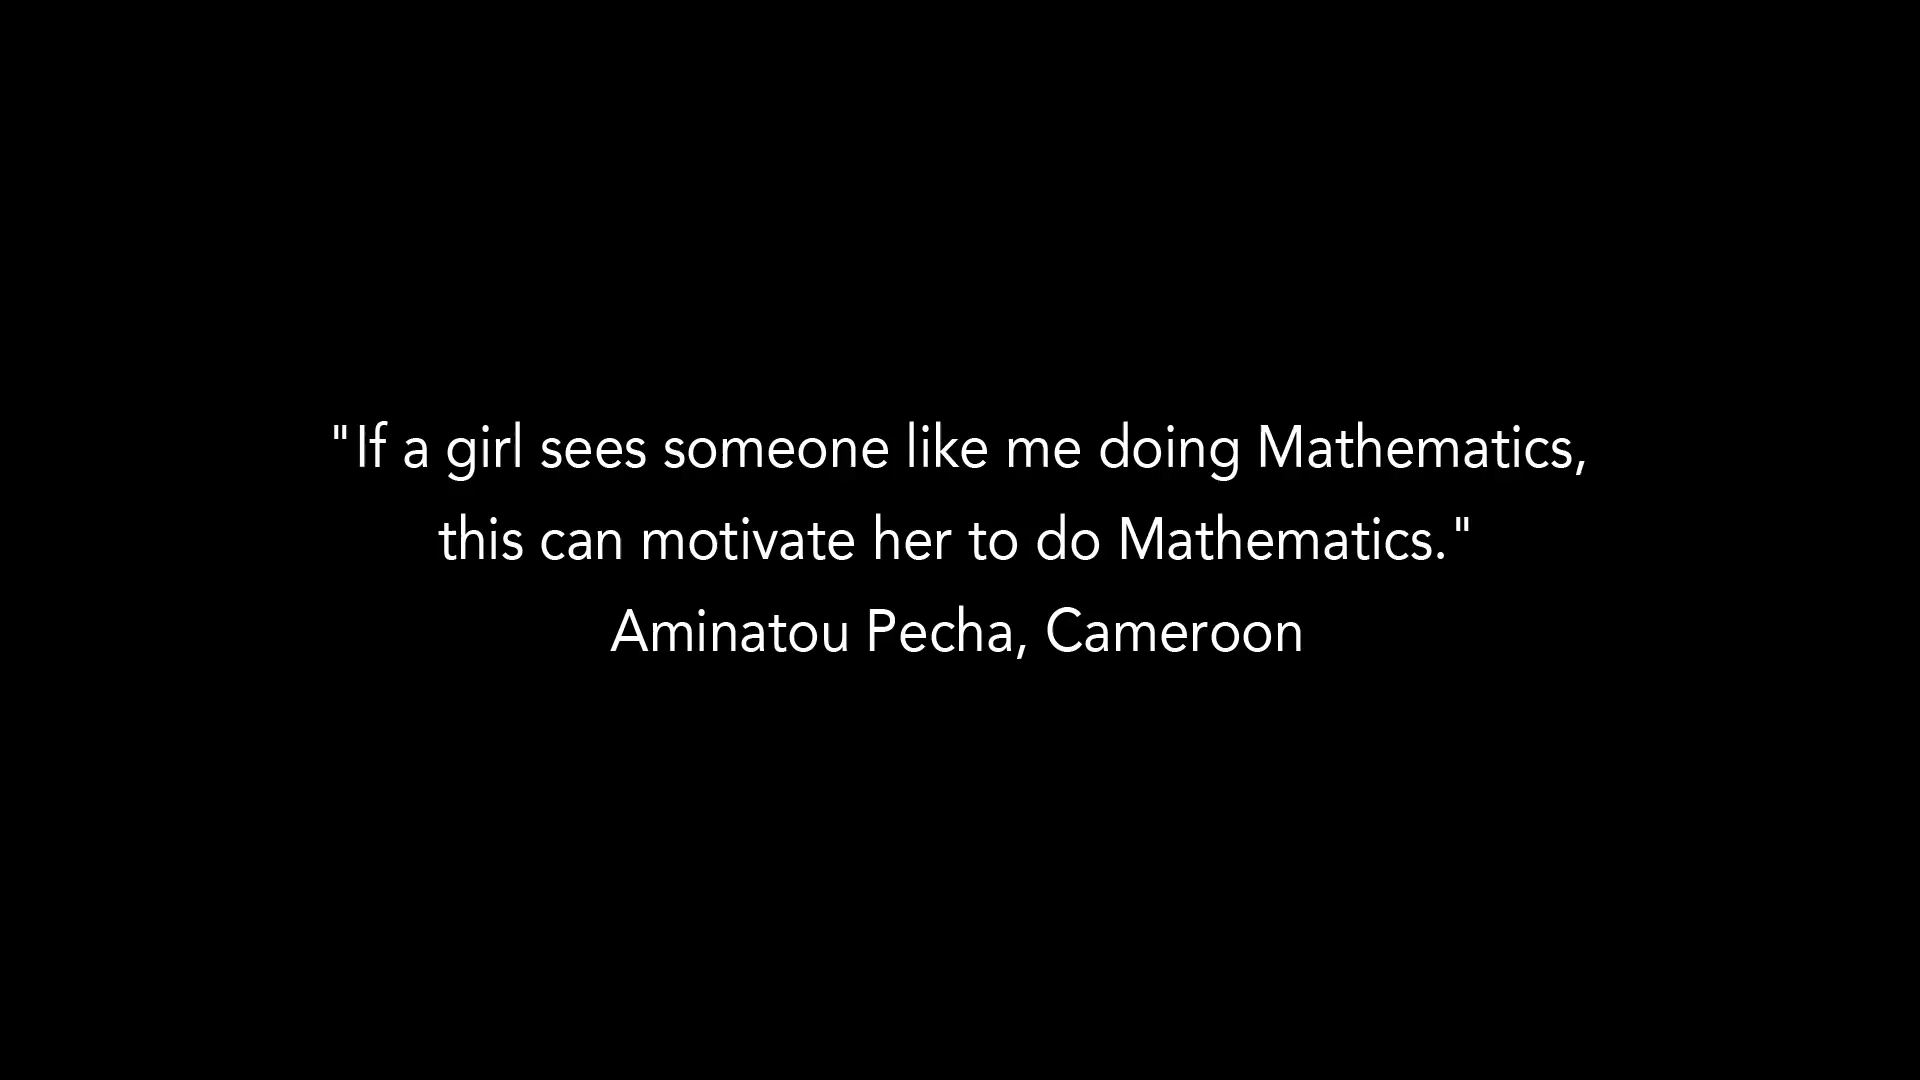 "If a girl sees someone like me doing Mathematics,
this can motivate her to do Mathematics."
Aminatou Pecha, Cameroon